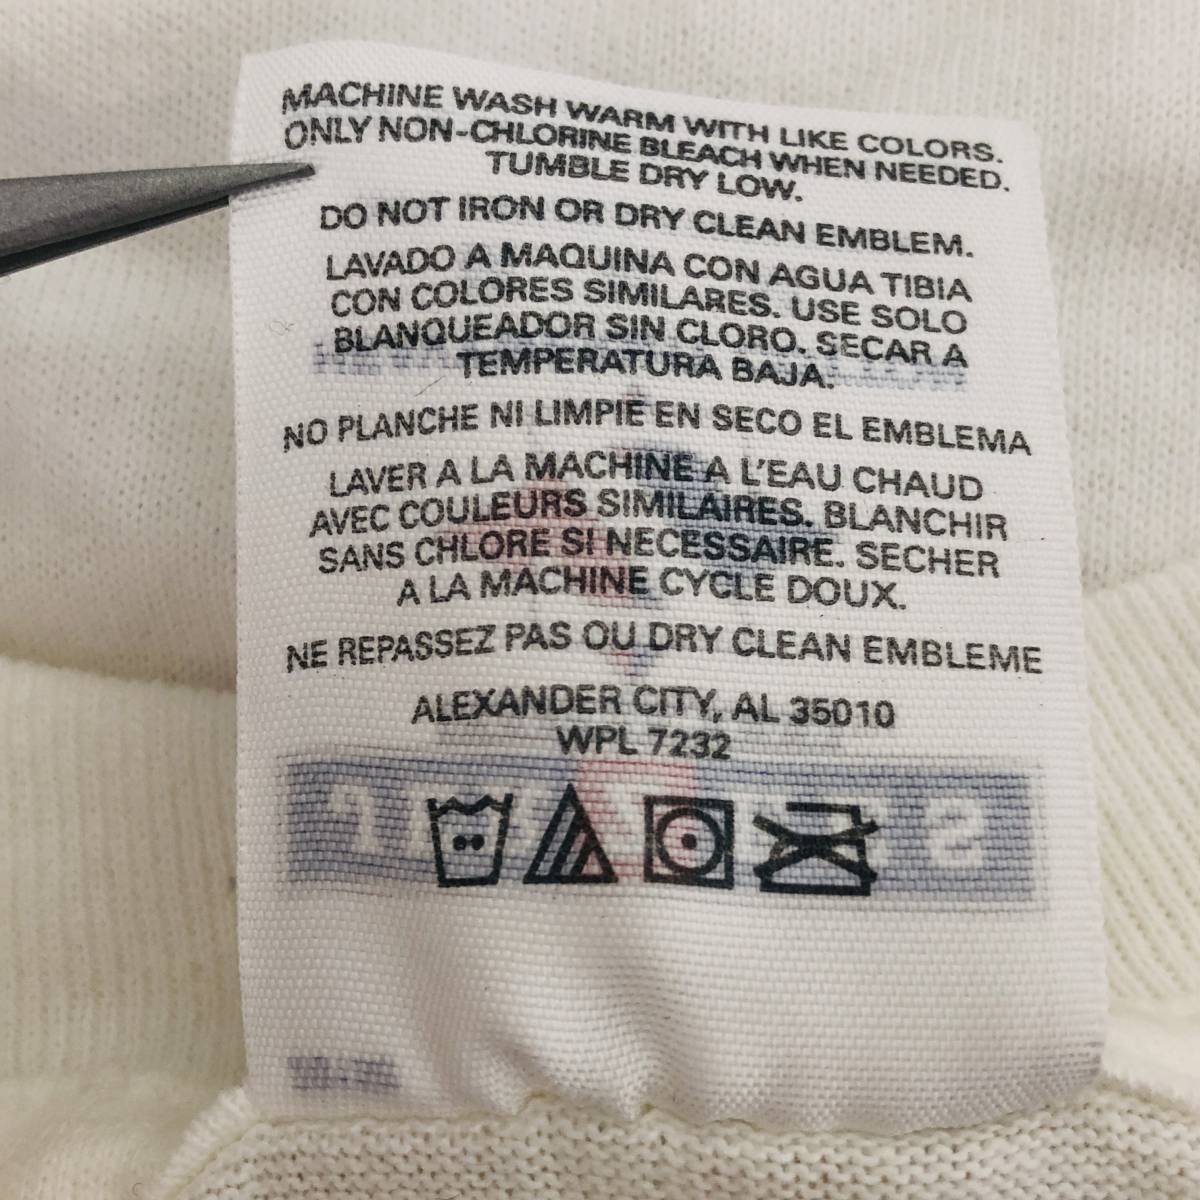 MACHINE WASH WARM WITH LIKE COLORS.
ONLY NON-CHLORINE BLEACH WHEN NEEDED.
TUMBLE DRY LOW.
DO NOT IRON OR DRY CLEAN EMBLEM.
LAVADO A MAQUINA CON AGUA TIBIA
CON COLORES SIMILARES. USE SOLO
BLANQUEADOR SIN CLORO. SECAR A
TEMPERATURA BAJA.
NO PLANCHE NI LIMPIE EN SECO EL EMBLEMA
LAVER A LA MACHINE A L'EAU CHAUD
AVEC COULEURS SIMILAIRES. BLANCHIR
SANS CHLORE SI NECESSAIRE. SECHER
A LA MACHINE CYCLE DOUX.
NE REPASSEZ PAS OU DRY CLEAN EMBLEME
ALEXANDER CITY, AL 35010
WPL 7232